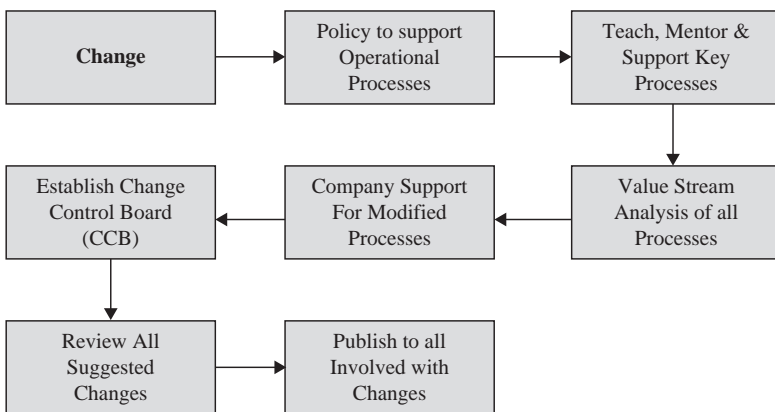 Change
Policy to support
Operational
Processes
Teach, Mentor &
Support Key
Processes
Value Stream
Analysis of all
Processes
Company Support
For Modified
Processes
Establish Change
Control Board
(CCB)
Review All
Suggested
Changes
Publish to all
Involved with
Changes